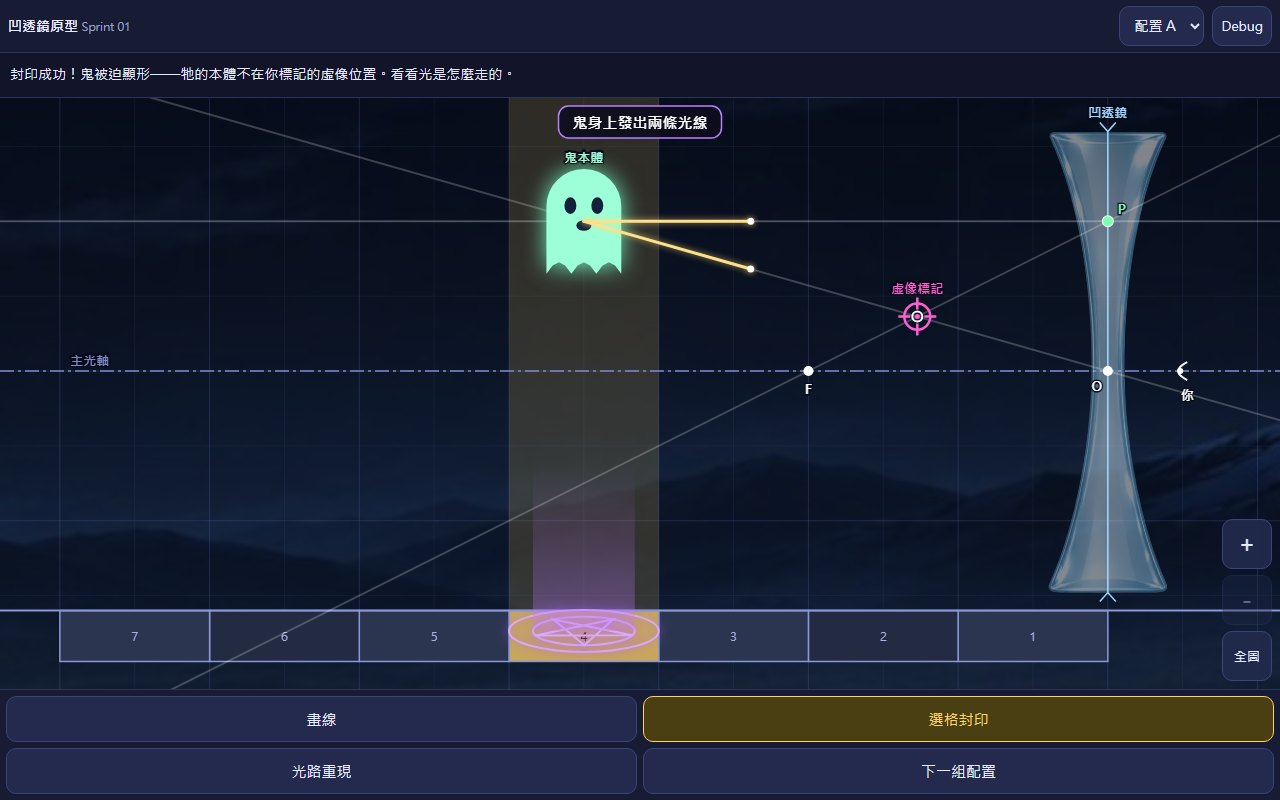 凹透鏡原型 Sprint 01
配置 A
Debug
封印成功！鬼被迫顯形——牠的本體不在你標記的虛像位置。看看光是怎麼走的。
鬼身上發出兩條光線
凹透鏡
鬼本體
P
虛像標記
主光軸
F
O
你
+
−
全圖
7 6 5 4 3 2 1
畫線
選格封印
光路重現
下一組配置